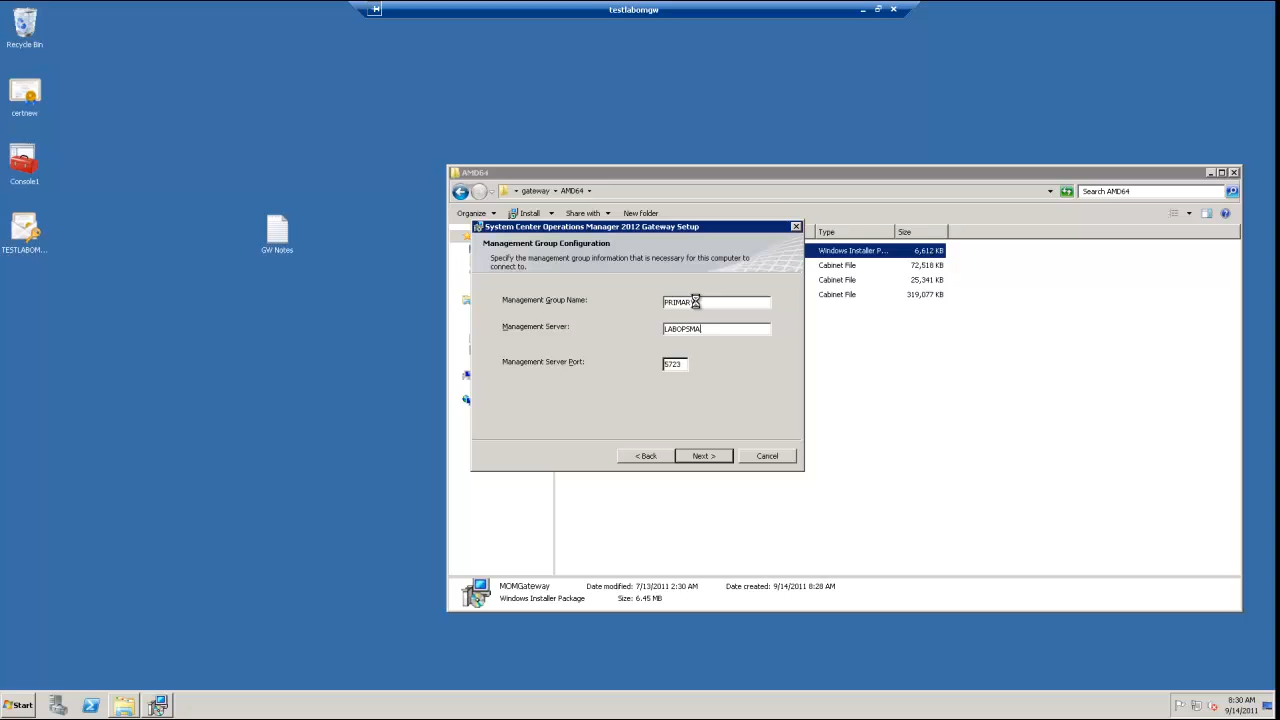 testlabomgw
Recycle Bin
certnew
Console1
TESTLABOM...
GW Notes
AMD64
gateway AMD64
Search AMD64
Organize Install Share with New folder
System Center Operations Manager 2012 Gateway Setup
Management Group Configuration
Specify the management group information that is necessary for this computer to
connect to.
Management Group Name: PRIMARY
Management Server: LABOPSMA
Management Server Port: 5723
< Back Next > Cancel
Type Size
Windows Installer P... 6,612 KB
Cabinet File 72,518 KB
Cabinet File 25,341 KB
Cabinet File 319,077 KB
MOMGateway Date modified: 7/13/2011 2:30 AM Date created: 9/14/2011 8:28 AM
Windows Installer Package Size: 6.45 MB
Start
8:30 AM
9/14/2011